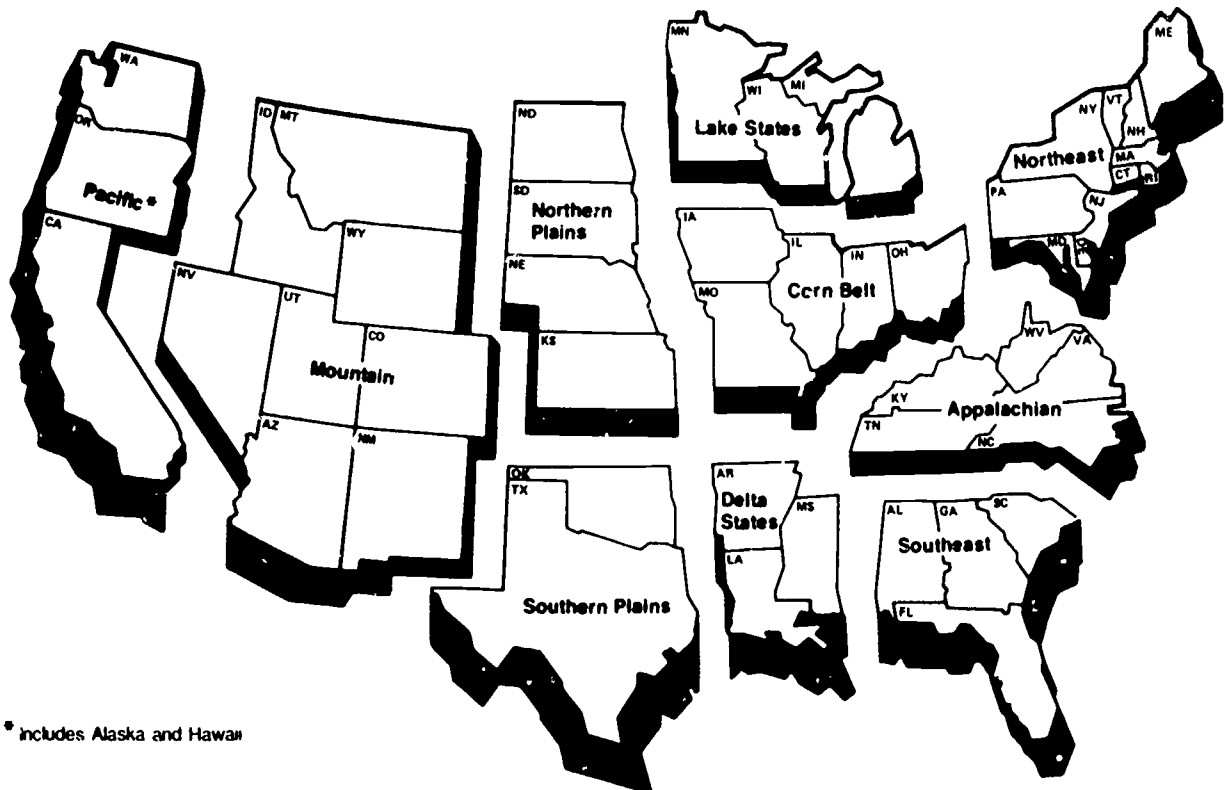 WA
OR
Pacific*
CA
ID
MT
WY
NV
UT
CO
Mountain
AZ
NM
ND
SD
Northern
Plains
NE
KS
OK
TX
Southern Plains
MN
WI
MI
Lake States
IA
IL
IN
OH
MO
Corn Belt
AR
Delta
States
MS
LA
ME
NY
VT
NH
Northeast
MA
CT
RI
PA
NJ
MD
DE
WV
VA
KY
Appalachian
TN
NC
AL
GA
SC
Southeast
FL
* includes Alaska and Hawaii